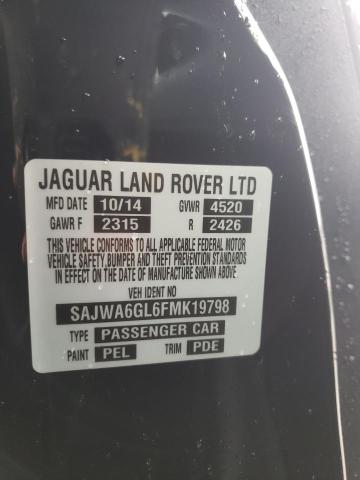 JAGUAR LAND ROVER LTD
MFD DATE 10/14 GVWR 4520
GAWR F 2315 R 2426
THIS VEHICLE CONFORMS TO ALL APPLICABLE FEDERAL MOTOR
VEHICLE SAFETY, BUMPER AND THEFT PREVENTION STANDARDS
IN EFFECT ON THE DATE OF MANUFACTURE SHOWN ABOVE
VEH IDENT NO
SAJWA6GL6FMK19798
TYPE PASSENGER CAR
PAINT PEL TRIM PDE